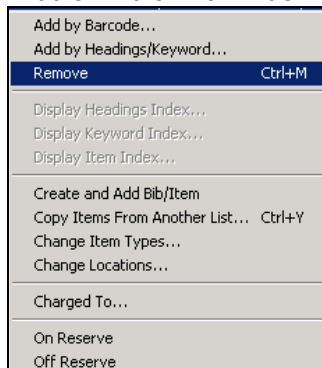 Add by Barcode...
Add by Headings/Keyword...
Remove Ctrl+M
Display Headings Index...
Display Keyword Index...
Display Item Index...
Create and Add Bib/Item
Copy Items From Another List... Ctrl+Y
Change Item Types...
Change Locations...
Charged To...
On Reserve
Off Reserve